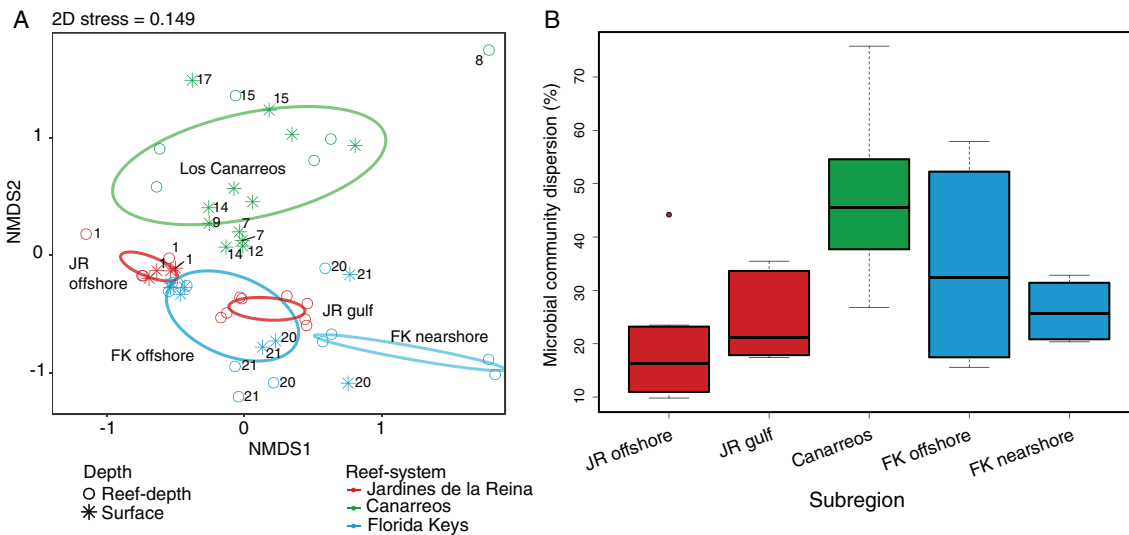 A
2D stress = 0.149
NMDS2
1
0
-1
8
17
15
15
Los Canarreos
14
9
7
7
14
12
1
1
1
1
JR
offshore
20
21
JR gulf
FK nearshore
FK offshore
20
21
21
20
20
21
-1
0
1
NMDS1
Depth
Reef-depth
Surface
Reef-system
Jardines de la Reina
Canarreos
Florida Keys
B
Microbial community dispersion (%)
70
60
50
40
30
20
10
JR offshore
JR gulf
Canarreos
FK offshore
FK nearshore
Subregion